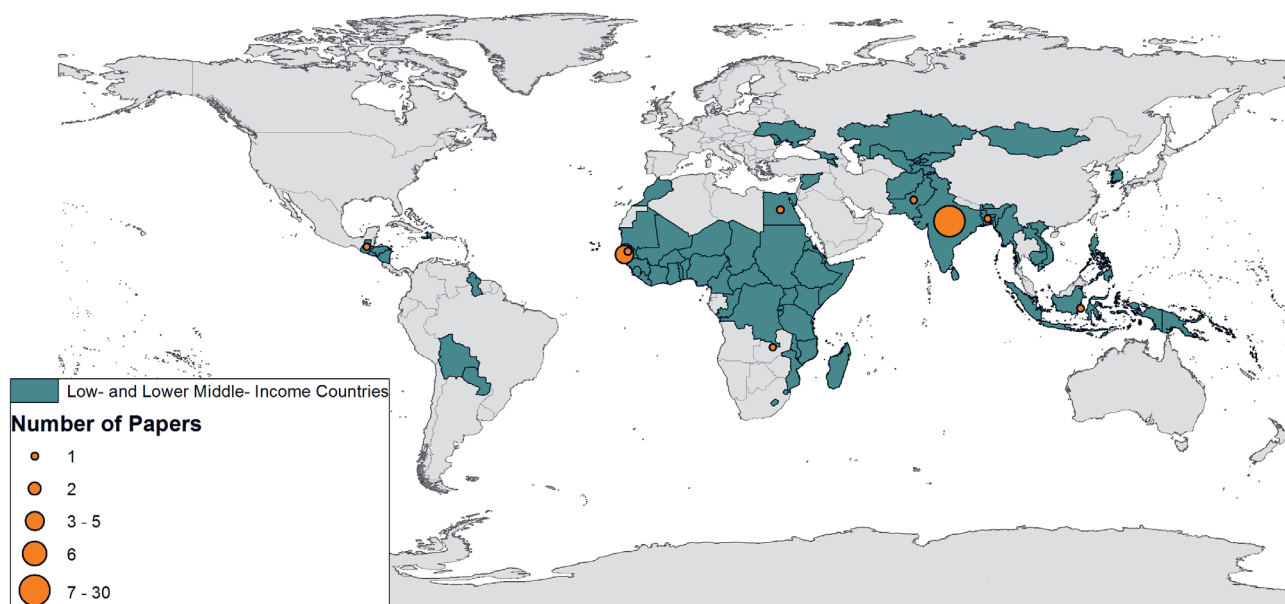 Low- and Lower Middle- Income Countries
Number of Papers
1
2
3 - 5
6
7 - 30